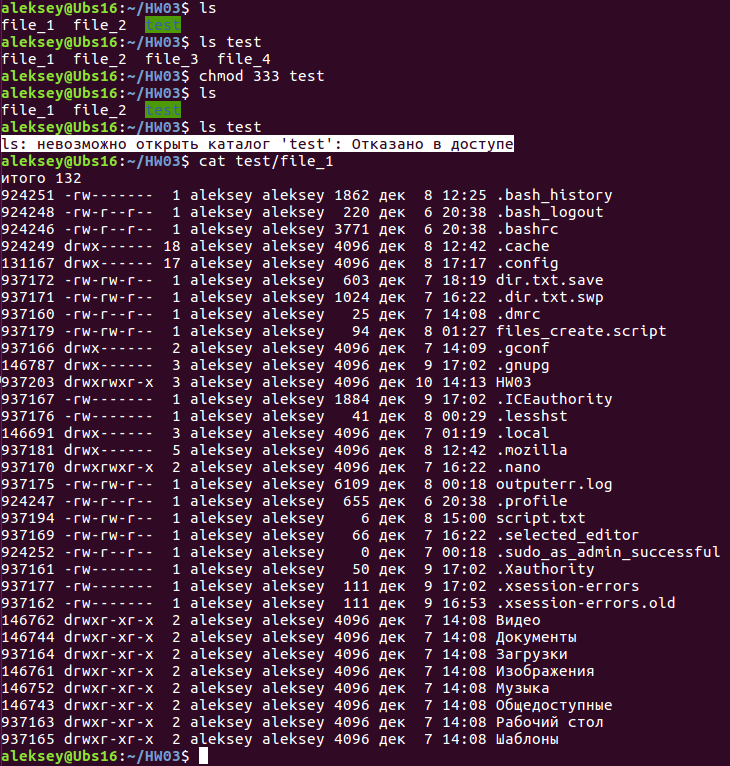 aleksey@Ubs16:~/HW03$ ls
file_1  file_2  test
aleksey@Ubs16:~/HW03$ ls test
file_1  file_2  file_3  file_4
aleksey@Ubs16:~/HW03$ chmod 333 test
aleksey@Ubs16:~/HW03$ ls
file_1  file_2  test
aleksey@Ubs16:~/HW03$ ls test
ls: невозможно открыть каталог 'test': Отказано в доступе
aleksey@Ubs16:~/HW03$ cat test/file_1
итого 132
924251 -rw-------  1 aleksey aleksey 1862 дек  8 12:25 .bash_history
924248 -rw-r--r--  1 aleksey aleksey  220 дек  6 20:38 .bash_logout
924246 -rw-r--r--  1 aleksey aleksey 3771 дек  6 20:38 .bashrc
924249 drwx------ 18 aleksey aleksey 4096 дек  8 12:42 .cache
131167 drwx------ 17 aleksey aleksey 4096 дек  8 17:17 .config
937172 -rw-rw-r--  1 aleksey aleksey  603 дек  7 18:19 dir.txt.save
937171 -rw-rw-r--  1 aleksey aleksey 1024 дек  7 16:22 .dir.txt.swp
937160 -rw-r--r--  1 aleksey aleksey   25 дек  7 14:08 .dmrc
937179 -rw-rw-r--  1 aleksey aleksey   94 дек  8 01:27 files_create.script
937166 drwx------  2 aleksey aleksey 4096 дек  7 14:09 .gconf
146787 drwx------  3 aleksey aleksey 4096 дек  9 17:02 .gnupg
937203 drwxrwxr-x  3 aleksey aleksey 4096 дек 10 14:13 HW03
937167 -rw-------  1 aleksey aleksey 1884 дек  9 17:02 .ICEauthority
937176 -rw-------  1 aleksey aleksey   41 дек  8 00:29 .lesshst
146691 drwx------  3 aleksey aleksey 4096 дек  7 01:19 .local
937181 drwx------  5 aleksey aleksey 4096 дек  8 12:42 .mozilla
937170 drwxrwxr-x  2 aleksey aleksey 4096 дек  7 16:22 .nano
937175 -rw-rw-r--  1 aleksey aleksey 6109 дек  8 00:18 outputerr.log
924247 -rw-r--r--  1 aleksey aleksey  655 дек  6 20:38 .profile
937194 -rw-rw-r--  1 aleksey aleksey    6 дек  8 15:00 script.txt
937169 -rw-rw-r--  1 aleksey aleksey   66 дек  7 16:22 .selected_editor
924252 -rw-r--r--  1 aleksey aleksey    0 дек  7 00:18 .sudo_as_admin_successful
937161 -rw-------  1 aleksey aleksey   50 дек  9 17:02 .Xauthority
937177 -rw-------  1 aleksey aleksey  111 дек  9 17:02 .xsession-errors
937162 -rw-------  1 aleksey aleksey  111 дек  9 16:53 .xsession-errors.old
146762 drwxr-xr-x  2 aleksey aleksey 4096 дек  7 14:08 Видео
146744 drwxr-xr-x  2 aleksey aleksey 4096 дек  7 14:08 Документы
937164 drwxr-xr-x  2 aleksey aleksey 4096 дек  7 14:08 Загрузки
146761 drwxr-xr-x  2 aleksey aleksey 4096 дек  7 14:08 Изображения
146752 drwxr-xr-x  2 aleksey aleksey 4096 дек  7 14:08 Музыка
146743 drwxr-xr-x  2 aleksey aleksey 4096 дек  7 14:08 Общедоступные
937163 drwxr-xr-x  2 aleksey aleksey 4096 дек  7 14:08 Рабочий стол
937165 drwxr-xr-x  2 aleksey aleksey 4096 дек  7 14:08 Шаблоны
aleksey@Ubs16:~/HW03$